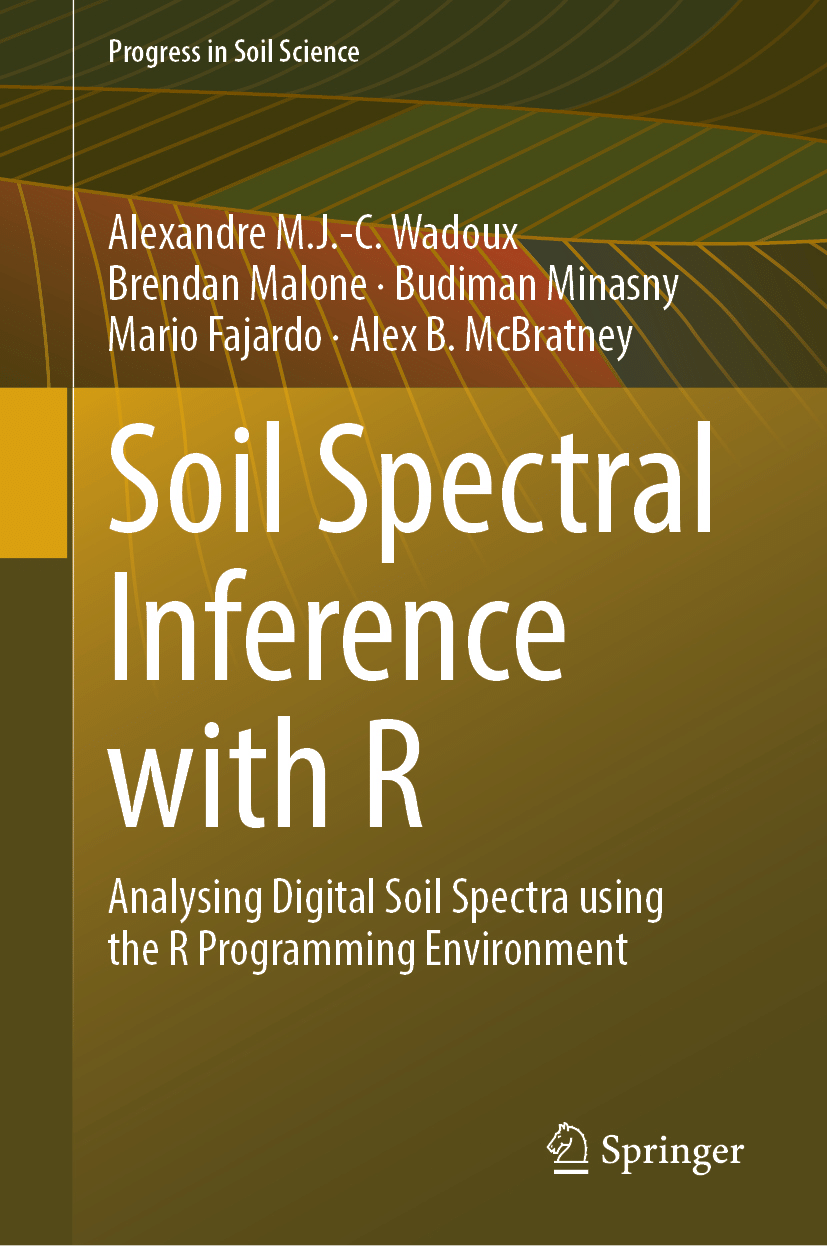 Progress in Soil Science
Alexandre M.J.-C. Wadoux
Brendan Malone · Budiman Minasny
Mario Fajardo · Alex B. McBratney
Soil Spectral
Inference
with R
Analysing Digital Soil Spectra using
the R Programming Environment
Springer